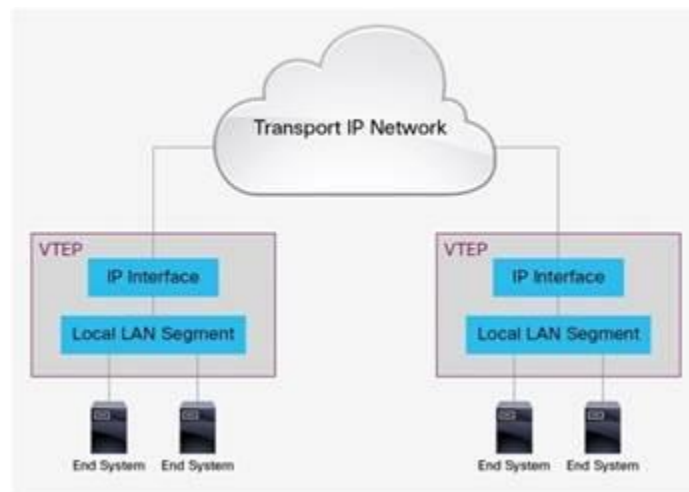 Transport IP Network
VTEP
VTEP
IP Interface
IP Interface
Local LAN Segment
Local LAN Segment
End System
End System
End System
End System